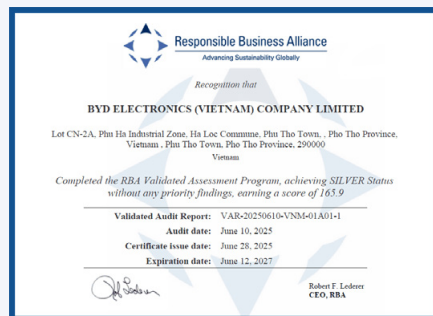 Responsible Business Alliance
Advancing Sustainability Globally
Recognition that
BYD ELECTRONICS (VIETNAM) COMPANY LIMITED
Lot CN-2A, Phu Ha Industrial Zone, Ha Loc Commune, Phu Tho Town, , Pho Tho Province,
Vietnam , Phu Tho Town, Pho Tho Province, 290000
Vietnam
Completed the RBA Validated Assessment Program, achieving SILVER Status
without any priority findings, earning a score of 165.9
Validated Audit Report: VAR-20250610-VNM-01A01-1
Audit date: June 10, 2025
Certificate issue date: June 28, 2025
Expiration date: June 12, 2027
Robert F. Lederer
CEO, RBA